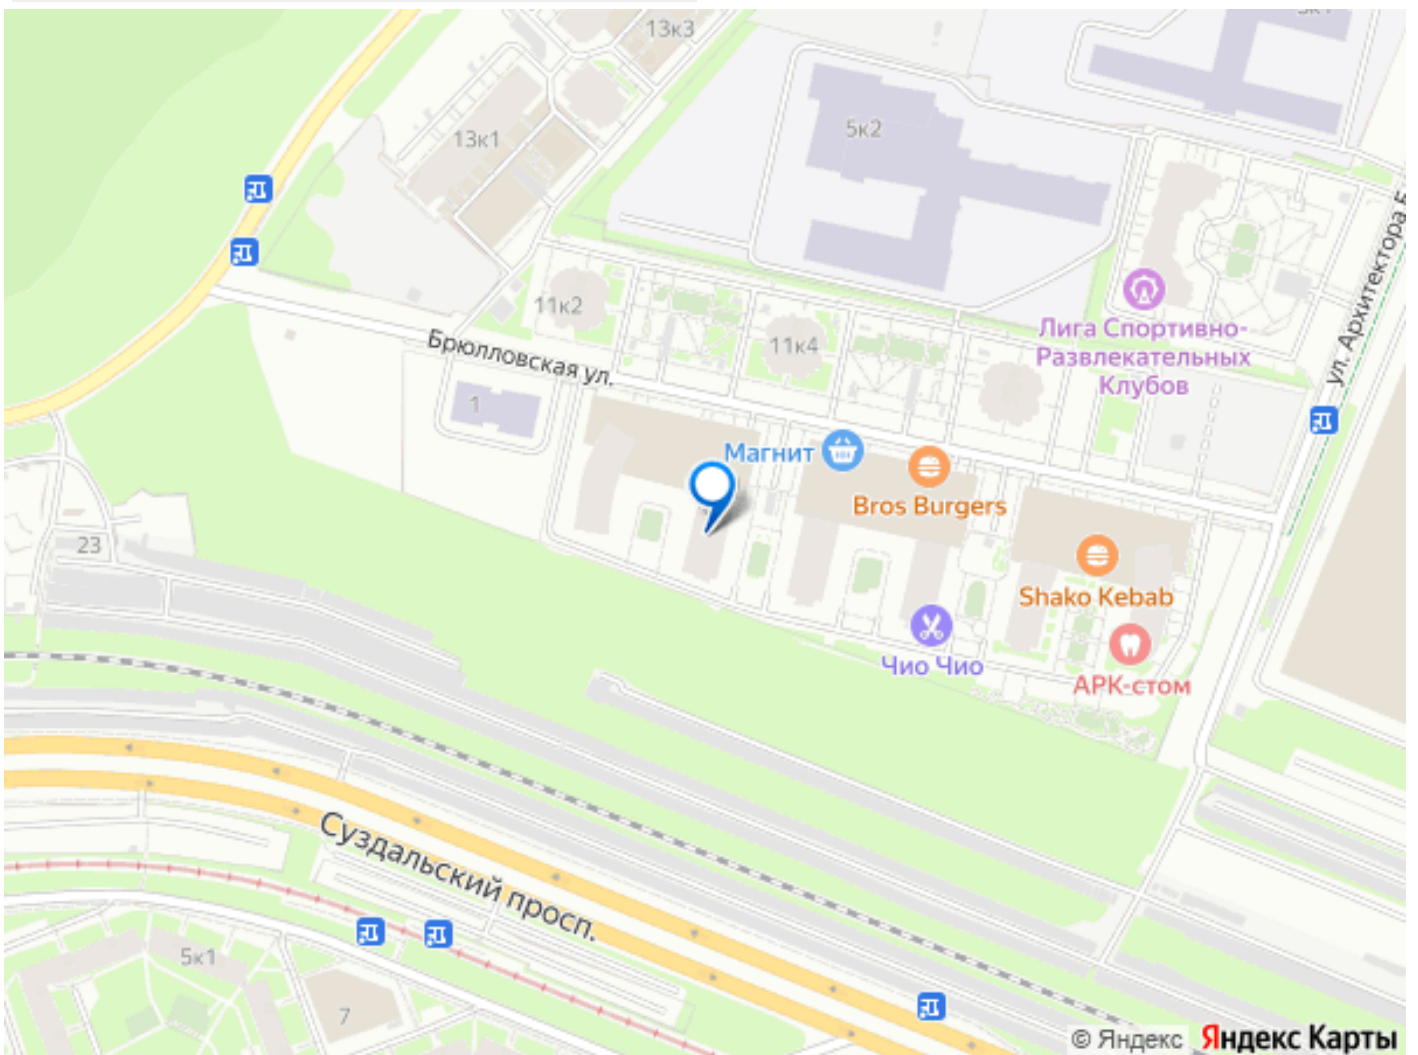 13к3
13к1
5к2
11к2
Брюлловская ул.
11к4
Лига Спортивно-
Развлекательных
Клубов
ул. Архитектора
1
Магнит
Bros Burgers
23
Shako Kebab
Чио Чио
АРК-стом
Суздальский просп.
5к1
7
© Яндекс Яндекс Карты